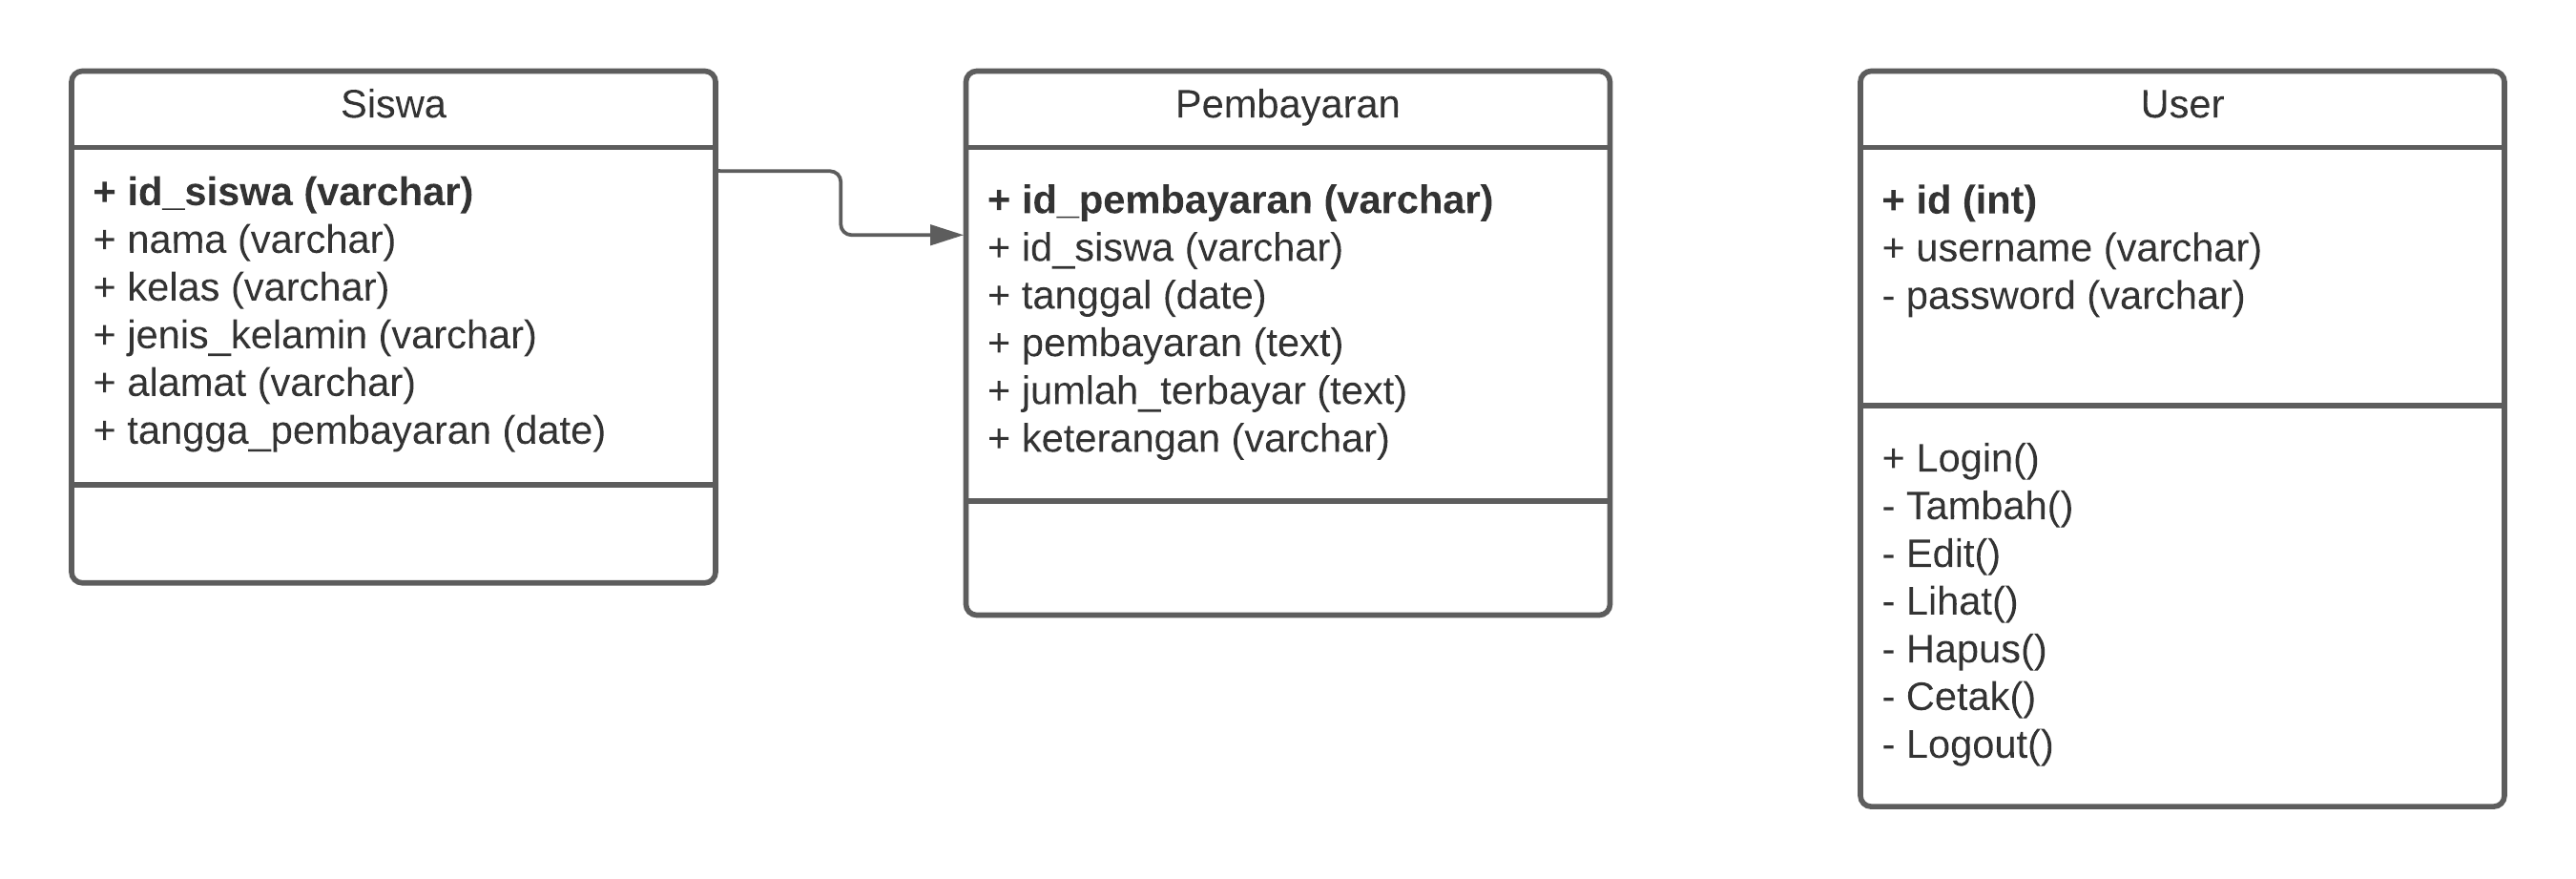 Siswa
+ id_siswa (varchar)
+ nama (varchar)
+ kelas (varchar)
+ jenis_kelamin (varchar)
+ alamat (varchar)
+ tangga_pembayaran (date)
Pembayaran
+ id_pembayaran (varchar)
+ id_siswa (varchar)
+ tanggal (date)
+ pembayaran (text)
+ jumlah_terbayar (text)
+ keterangan (varchar)
User
+ id (int)
+ username (varchar)
- password (varchar)
+ Login()
- Tambah()
- Edit()
- Lihat()
- Hapus()
- Cetak()
- Logout()